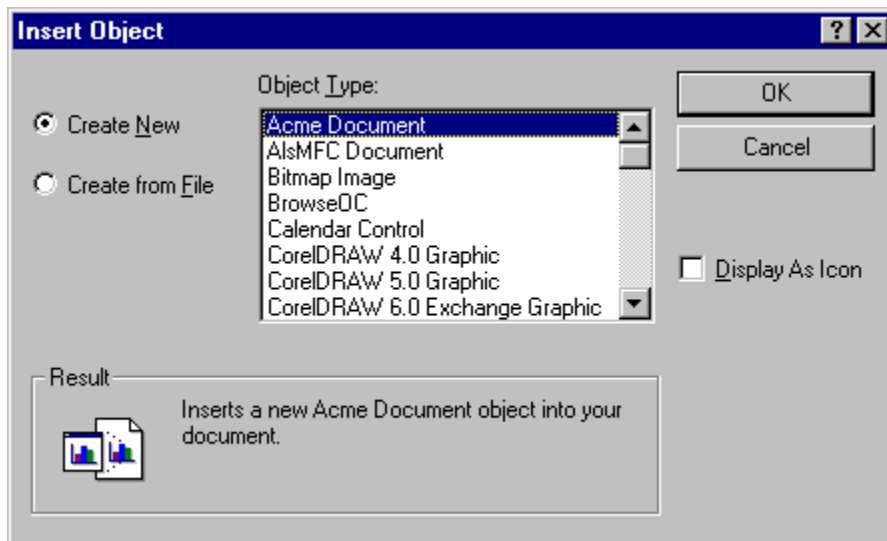 Insert Object
Object Type:
Create New
Create from File
Acme Document
AlsMFC Document
Bitmap Image
BrowseOC
Calendar Control
CorelDRAW 4.0 Graphic
CorelDRAW 5.0 Graphic
CorelDRAW 6.0 Exchange Graphic
OK
Cancel
Display As Icon
Result
Inserts a new Acme Document object into your
document.